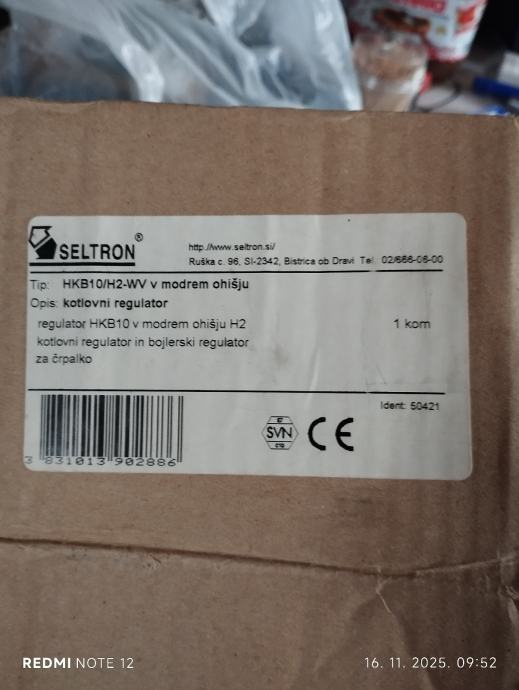 SELTRON®
http://www.seltron.si/
Ruška c. 96, SI-2342, Bistrica ob Dravi Tel. 02/666-06-00
Tip: HKB10/H2-WV v modrem ohišju
Opis: kotlovni regulator
regulator HKB10 v modrem ohišju H2
1 kom
kotlovni regulator in bojlerski regulator
za črpalko
Ident: 50421
SVN
CE
3 831013 902886
REDMI NOTE 12
16. 11. 2025. 09:52